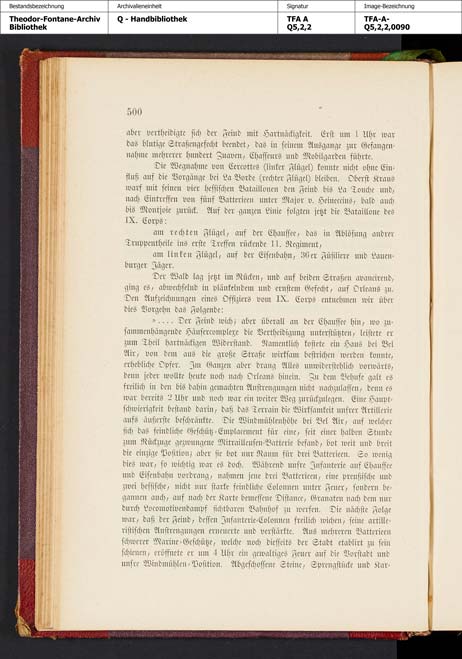 Bestandsbezeichnung
Archivalieneinheit
Signatur
Image-Bezeichnung
Theodor-Fontane-Archiv
Bibliothek
Q - Handbibliothek
TFA A
Q5,2,2
TFA-A-
Q5,2,2,0090
500
aber vertheidigte sich der Feind mit Hartnäckigkeit. Erst um 1 Uhr war
das blutige Straßengefecht beendet, das in seinem Ausgange zur Gefangen-
nahme mehrerer hundert Zuaven, Chasseurs und Mobilgarden führte.
Die Wegnahme von Cercottes (linker Flügel) konnte nicht ohne Ein-
fluß auf die Vorgänge bei La Borde (rechter Flügel) bleiben. Oberst Kraus
warf mit seinen vier hessischen Bataillonen den Feind bis La Touche und,
nach Eintreffen von fünf Batterieen unter Major v. Heineccius, bald auch
bis Montjoie zurück. Auf der ganzen Linie folgten jetzt die Bataillone des
IX. Corps:
am rechten Flügel, auf der Chaussee, das in Ablösung andrer
Truppentheile ins erste Treffen rückende 11. Regiment,
am linken Flügel, auf der Eisenbahn, 36er Füsiliere und Lauen-
burger Jäger.
Der Wald lag jetzt im Rücken, und auf beiden Straßen avancirend,
ging es, abwechselnd in plänkelndem und ernstem Gefecht, auf Orleans zu.
Den Aufzeichnungen eines Offiziers vom IX. Corps entnehmen wir über
dies Vorgehn das Folgende:
».... Der Feind wich; aber überall an der Chaussee hin, wo zu-
sammenhängende Häusercomplexe die Vertheidigung unterstützten, leistete er
zum Theil hartnäckigen Widerstand. Namentlich kostete ein Haus bei Bel
Air, von dem aus die große Straße wirksam bestrichen werden konnte,
erhebliche Opfer. Im Ganzen aber drang Alles unwiderstehlich vorwärts,
denn jeder wollte heute noch nach Orleans hinein. Zu dem Behufe galt es
freilich in den bis dahin gemachten Anstrengungen nicht nachzulassen, denn es
war bereits 2 Uhr und noch war ein weiter Weg zurückzulegen. Eine Haupt-
schwierigkeit bestand darin, daß das Terrain die Wirksamkeit unsrer Artillerie
aufs äußerste beschränkte. Die Windmühlenhöhe bei Bel Air, auf welcher
sich das feindliche Geschütz-Emplacement für eine, seit einer halben Stunde
zum Rückzuge gezwungene Mitrailleusen-Batterie befand, bot weit und breit
die einzige Position; aber sie bot nur Raum für drei Batterieen. So wenig
dies war, so wichtig war es doch. Während unsre Infanterie auf Chaussee
und Eisenbahn vordrang, nahmen jene drei Batterieen, eine preußische und
zwei hessische, nicht nur starke feindliche Colonnen unter Feuer, sondern be-
gannen auch, auf nach der Karte bemessene Distance, Granaten nach dem nur
durch Locomotivendampf sichtbaren Bahnhof zu werfen. Die nächste Folge
war, daß der Feind, dessen Infanterie-Colonnen freilich wichen, seine artille-
ristischen Anstrengungen erneuerte und verstärkte. Aus mehreren Batterieen
schwerer Marine-Geschütze, welche noch diesseits der Stadt etablirt zu sein
schienen, eröffnete er um 4 Uhr ein gewaltiges Feuer auf die Vorstadt und
unsre Windmühlen-Position. Abgeschossene Steine, Sprengstücke und Kar-